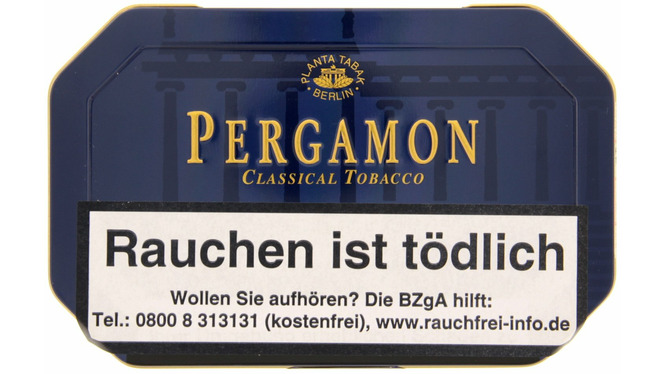 PLANTA TABAK
• BERLIN •
PERGAMON
CLASSICAL TOBACCO
Rauchen ist tödlich
Wollen Sie aufhören? Die BZgA hilft:
Tel.: 0800 8 313131 (kostenfrei), www.rauchfrei-info.de